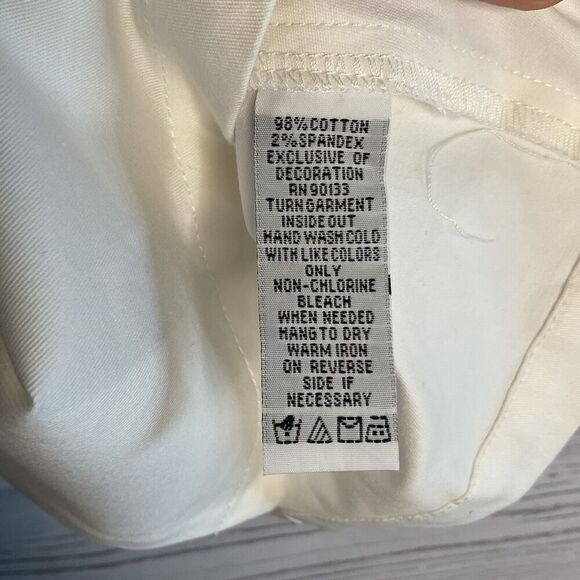 98% COTTON
2% SPANDEX
EXCLUSIVE OF
DECORATION
RN 90133
TURN GARMENT
INSIDE OUT
HAND WASH COLD
WITH LIKE COLORS
ONLY
NON-CHLORINE
BLEACH
WHEN NEEDED
HANG TO DRY
WARM IRON
ON REVERSE
SIDE IF
NECESSARY